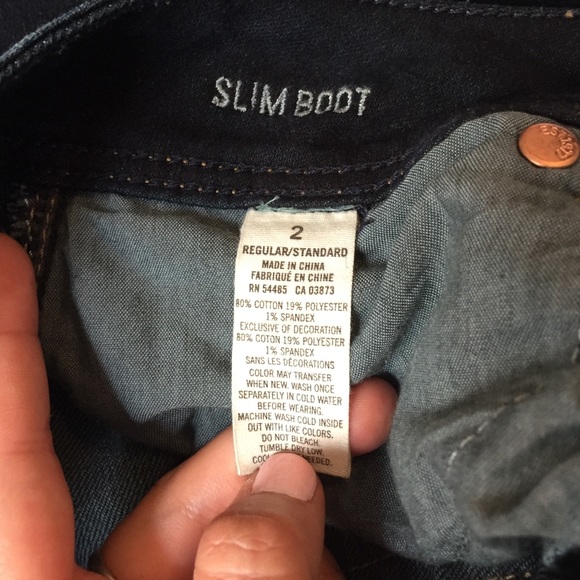 SLIM BOOT
2
REGULAR/STANDARD
MADE IN CHINA
FABRIQUÉ EN CHINE
RN 54485 CA 03873
80% COTTON 19% POLYESTER
1% SPANDEX
EXCLUSIVE OF DECORATION
80% COTON 19% POLYESTER
1% SPANDEX
SANS LES DÉCORATIONS
COLOR MAY TRANSFER
WHEN NEW. WASH ONCE
SEPARATELY IN COLD WATER
BEFORE WEARING.
MACHINE WASH COLD INSIDE
OUT WITH LIKE COLORS.
DO NOT BLEACH.
TUMBLE DRY LOW.